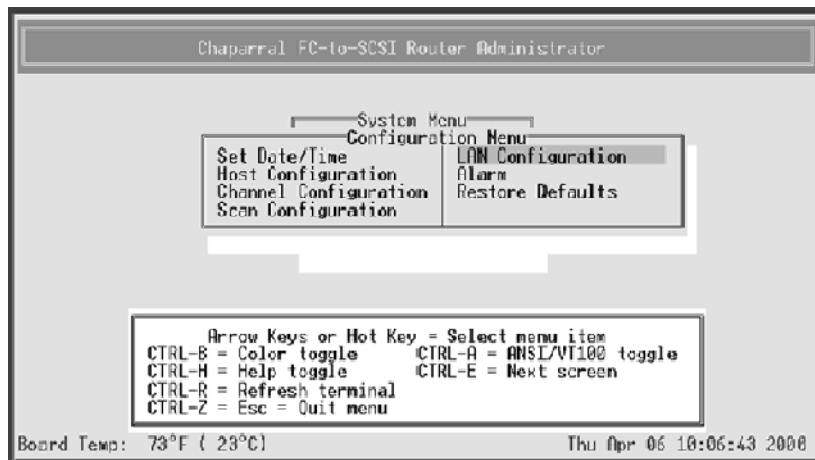 Chaparral FC-to-SCSI Router Administrator
System Menu
Configuration Menu
Set Date/Time
Host Configuration
Channel Configuration
Scan Configuration
LAN Configuration
Alarm
Restore Defaults
Arrow Keys or Hot Key = Select menu item
CTRL-B = Color toggle CTRL-A = ANSI/VT100 toggle
CTRL-H = Help toggle CTRL-E = Next screen
CTRL-R = Refresh terminal
CTRL-Z = Esc = Quit menu
Board Temp: 73°F ( 23°C) Thu Apr 06 10:06:43 2000